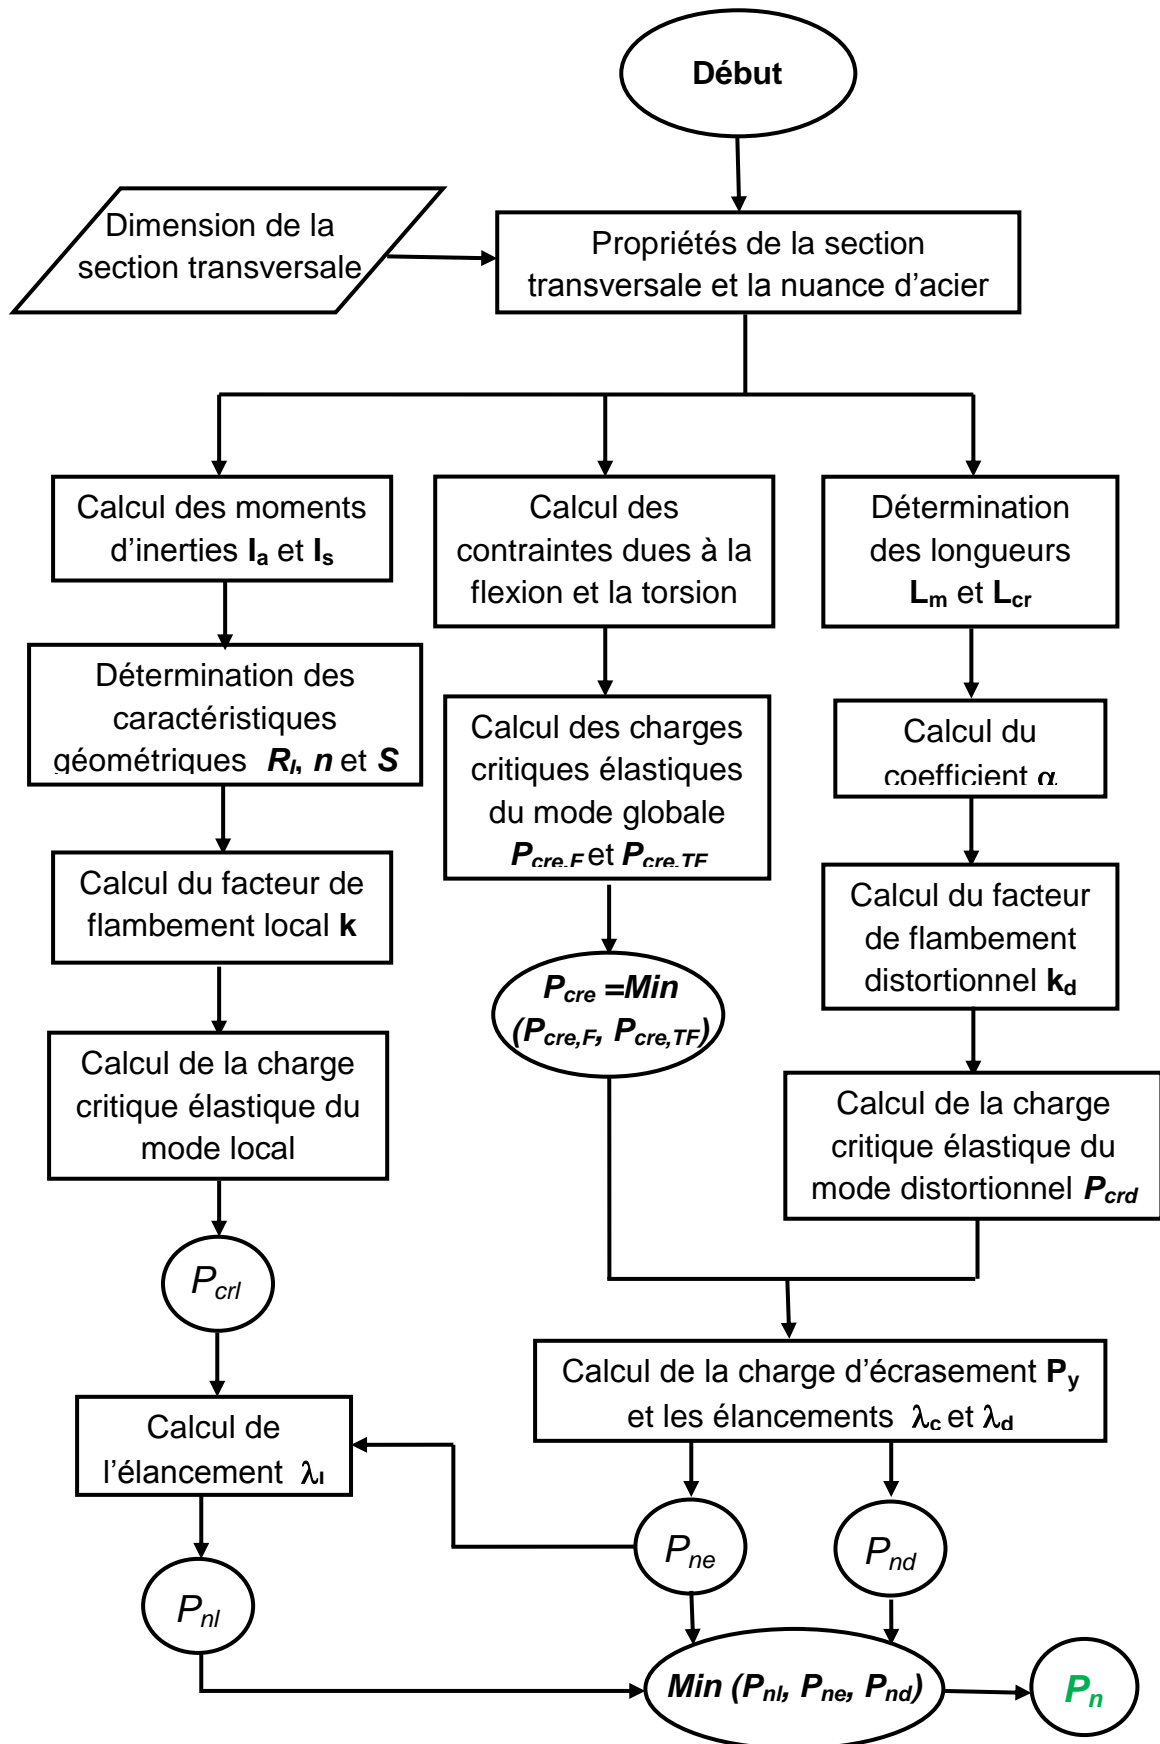 Début
Dimension de la
section transversale
Propriétés de la section
transversale et la nuance d’acier
Calcul des moments
d’inerties Ia et Is
Calcul des
contraintes dues à la
flexion et la torsion
Détermination
des longueurs
Lm et Lcr
Détermination des
caractéristiques
géométriques Rl, n et S
Calcul des charges
critiques élastiques
du mode globale
Pcre,F et Pcre,TF
Calcul du
coefficient α
Calcul du facteur de
flambement local k
Calcul du facteur
de flambement
distortionnel kd
Pcre =Min
(Pcre,F, Pcre,TF)
Calcul de la charge
critique élastique du
mode local
Calcul de la charge
critique élastique du
mode distortionnel Pcrd
Pcrl
Calcul de la charge d’écrasement Py
et les élancements λc et λd
Calcul de
l’élancement λl
Pne
Pnd
Pnl
Min (Pnl, Pne, Pnd)
Pn